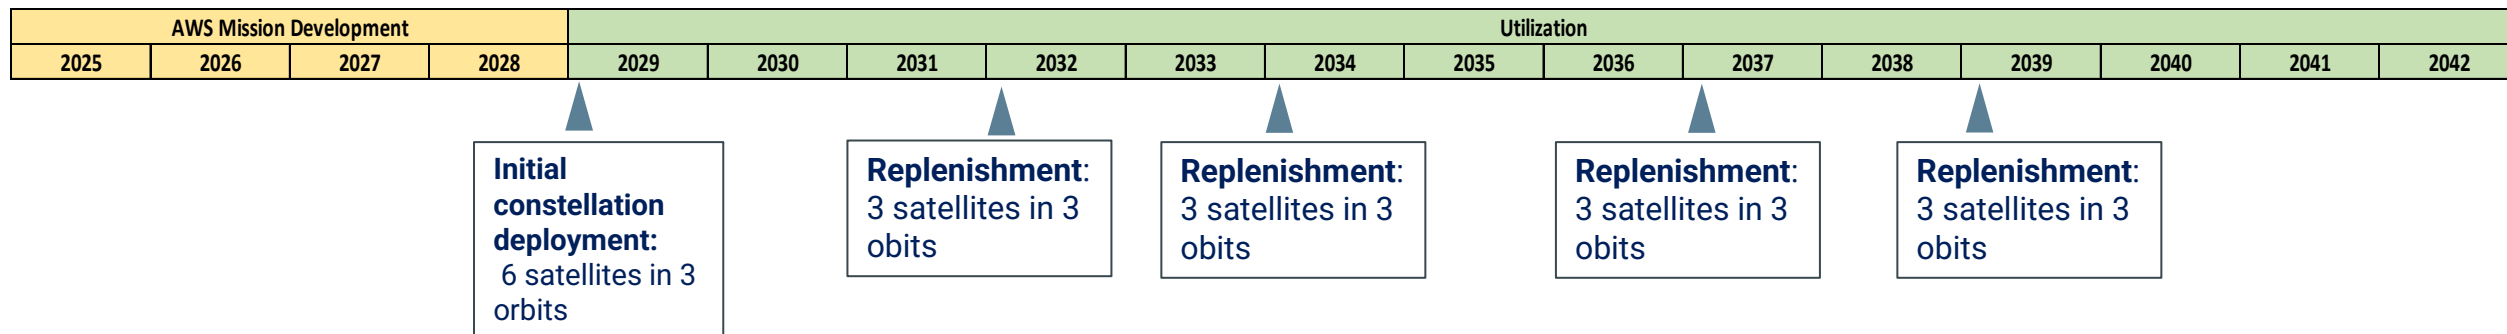 AWS Mission Development Utilization
2025 2026 2027 2028 2029 2030 2031 2032 2033 2034 2035 2036 2037 2038 2039 2040 2041 2042
Initial
constellation
deployment:
6 satellites in 3
orbits
Replenishment:
3 satellites in 3
obits
Replenishment:
3 satellites in 3
obits
Replenishment:
3 satellites in 3
obits
Replenishment:
3 satellites in 3
obits